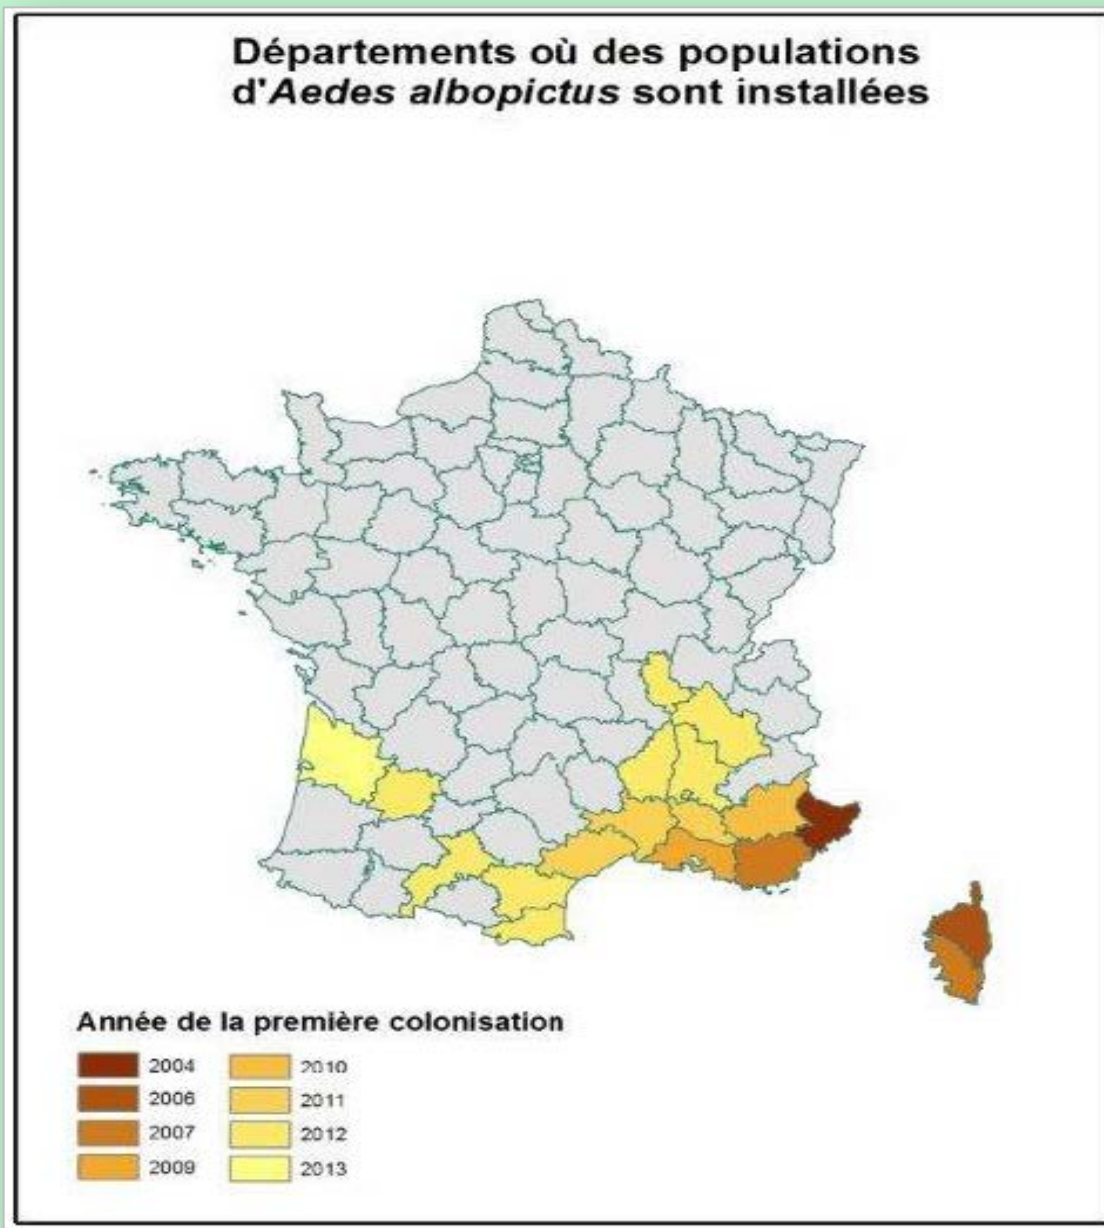 Départements où des populations
d'Aedes albopictus sont installées
Année de la première colonisation
2004
2006
2007
2009
2010
2011
2012
2013